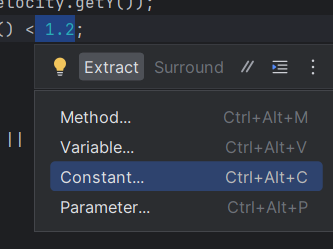 elocity.getY());
() < 1.2;
Extract Surround //
||
Method... Ctrl+Alt+M
Variable... Ctrl+Alt+V
Constant... Ctrl+Alt+C
Parameter... Ctrl+Alt+P